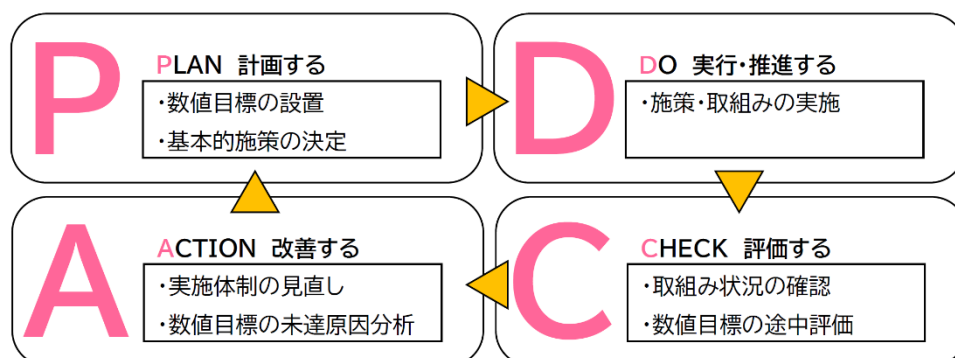 P
PLAN 計画する
・数値目標の設置
・基本的施策の決定
D
DO 実行・推進する
・施策・取組みの実施
A
ACTION 改善する
・実施体制の見直し
・数値目標の未達原因分析
C
CHECK 評価する
・取組み状況の確認
・数値目標の途中評価